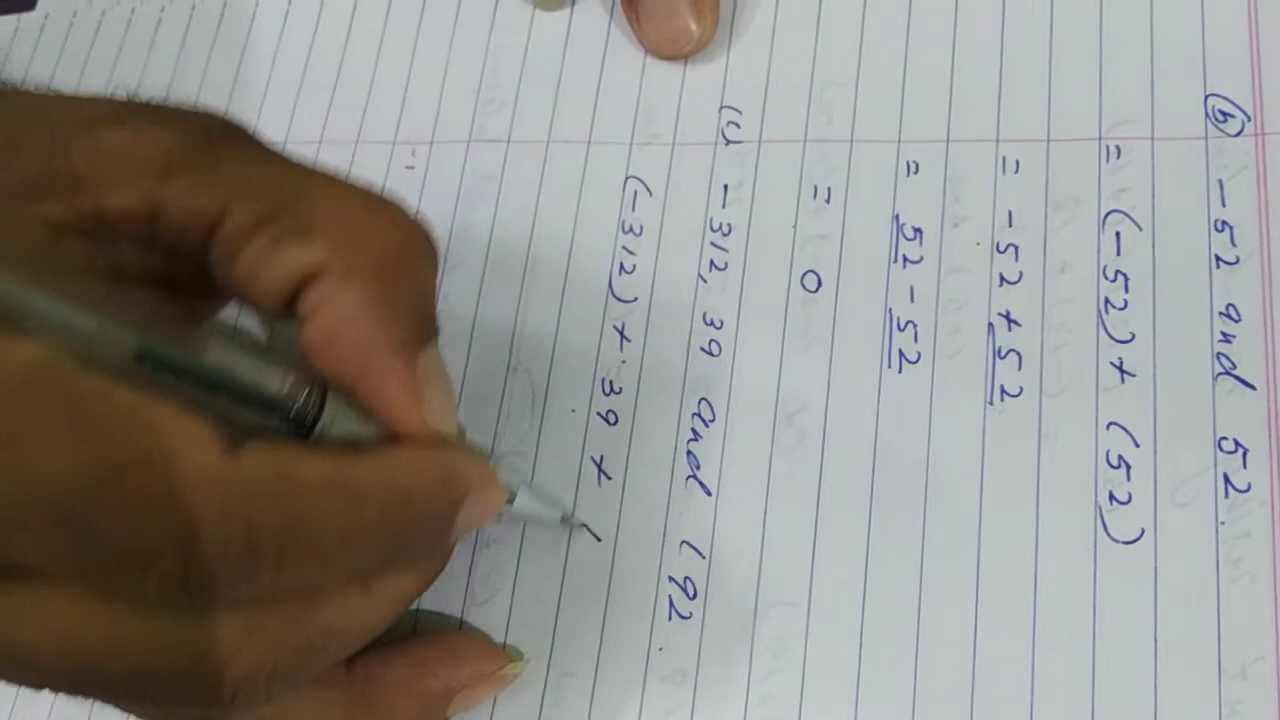 (b) -52 and 52.
= (-52) + (52)
= -52 + 52
= 52 - 52
= 0
(c) -312, 39 and 192.
(-312) + 39 +